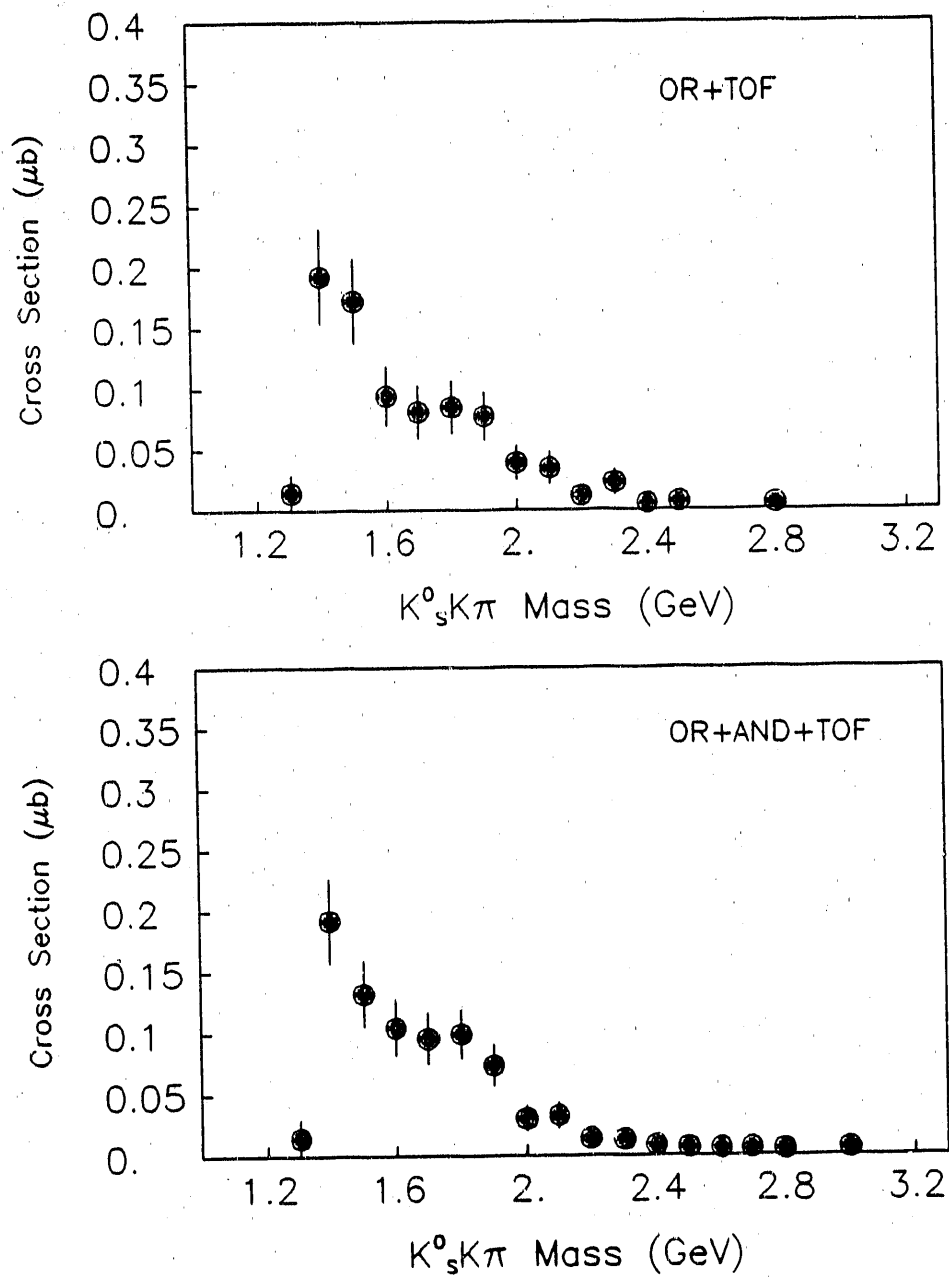 0.4
0.35
0.3
0.25
0.2
0.15
0.1
0.05
0.
Cross Section (μb)
OR+TOF
1.2 1.6 2. 2.4 2.8 3.2
K⁰ₛKπ Mass (GeV)
0.4
0.35
0.3
0.25
0.2
0.15
0.1
0.05
0.
Cross Section (μb)
OR+AND+TOF
1.2 1.6 2. 2.4 2.8 3.2
K⁰ₛKπ Mass (GeV)